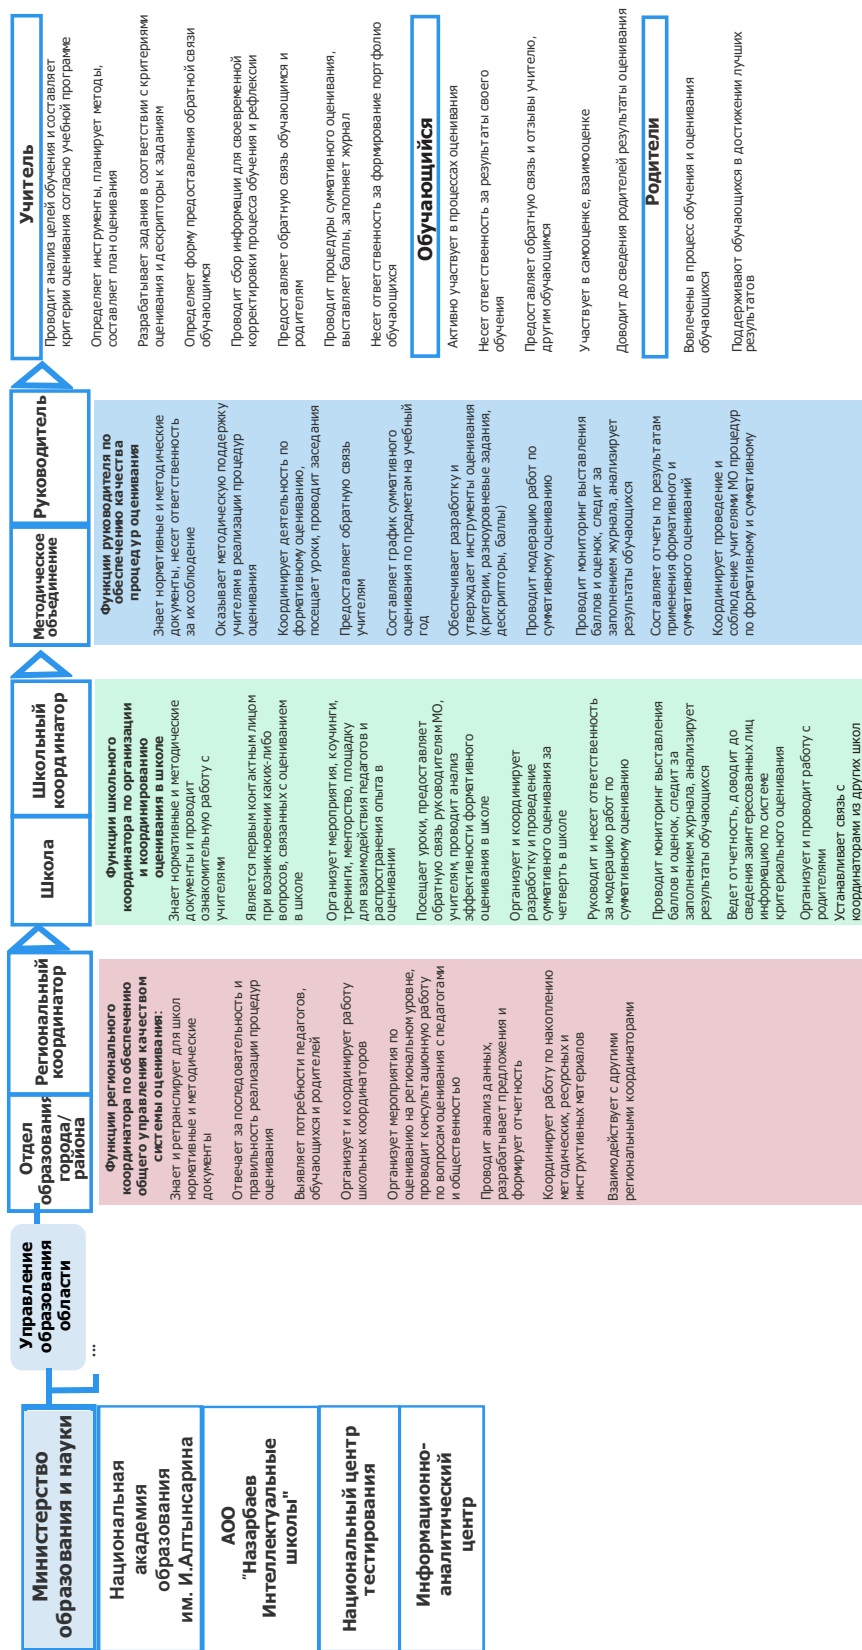 Министерство
образования и науки
Национальная
академия
образования
им. И.Алтынсарина
АОО
"Назарбаев
Интеллектуальные
школы"
Национальный центр
тестирования
Информационно-
аналитический
центр
Управление
образования
области
...
Отдел
образования
города/
района
Региональный
координатор
Функции регионального
координатора по обеспечению
общего управления качеством
системы оценивания:
Знает и ретранслирует для школ
нормативные и методические
документы
Отвечает за последовательность и
правильность реализации процедур
оценивания
Выявляет потребности педагогов,
обучающихся и родителей
Организует и координирует работу
школьных координаторов
Организует мероприятия по
оцениванию на региональном уровне,
проводит консультационную работу
по вопросам оценивания с педагогами
и общественностью
Проводит анализ данных,
разрабатывает предложения и
формирует отчетность
Координирует работу по накоплению
методических, ресурсных и
инструктивных материалов
Взаимодействует с другими
региональными координаторами
Школа
Школьный
координатор
Функции школьного
координатора по организации
и координированию
оценивания в школе
Знает нормативные и методические
документы и проводит
ознакомительную работу с
учителями
Является первым контактным лицом
при возникновении каких-либо
вопросов, связанных с оцениванием
в школе
Организует мероприятия, коучинги,
тренинги, менторство, площадку
для взаимодействия педагогов и
распространения опыта в
оценивании
Посещает уроки, предоставляет
обратную связь руководителям МО,
учителям, проводит анализ
эффективности формативного
оценивания в школе
Организует и координирует
разработку и проведение
суммативного оценивания за
четверть в школе
Руководит и несет ответственность
за модерацию работ по
суммативному оцениванию
Проводит мониторинг выставления
баллов и оценок, следит за
заполнением журнала, анализирует
результаты обучающихся
Ведет отчетность, доводит до
сведения заинтересованных лиц
информацию по системе
критериального оценивания
Организует и проводит работу с
родителями
Устанавливает связь с
координаторами из других школ
Методическое
объединение
Руководитель
Функции руководителя по
обеспечению качества
процедур оценивания
Знает нормативные и методические
документы, несет ответственность
за их соблюдение
Оказывает методическую поддержку
учителям в реализации процедур
оценивания
Координирует деятельность по
формативному оцениванию,
посещает уроки, проводит заседания
Предоставляет обратную связь
учителям
Составляет график суммативного
оценивания по предметам на учебный
год
Обеспечивает разработку и
утверждает инструменты оценивания
(критерии, разноуровневые задания,
дескрипторы, баллы)
Проводит модерацию работ по
суммативному оцениванию
Проводит мониторинг выставления
баллов и оценок, следит за
заполнением журнала, анализирует
результаты обучающихся
Составляет отчеты по результатам
применения формативного и
суммативного оцениваний
Координирует проведение и
соблюдение учителями МО процедур
по формативному и суммативному
Учитель
Проводит анализ целей обучения и составляет
критерии оценивания согласно учебной программе
Определяет инструменты, планирует методы,
составляет план оценивания
Разрабатывает задания в соответствии с критериями
оценивания и дескрипторы к заданиям
Определяет форму предоставления обратной связи
обучающимся
Проводит сбор информации для своевременной
корректировки процесса обучения и рефлексии
Предоставляет обратную связь обучающимся и
родителям
Проводит процедуры суммативного оценивания,
выставляет баллы, заполняет журнал
Несет ответственность за формирование портфолио
обучающихся
Обучающийся
Активно участвует в процессах оценивания
Несет ответственность за результаты своего
обучения
Предоставляет обратную связь и отзывы учителю,
другим обучающимся
Участвует в самооценке, взаимооценке
Доводит до сведения родителей результаты оценивания
Родители
Вовлечены в процесс обучения и оценивания
обучающихся
Поддерживают обучающихся в достижении лучших
результатов